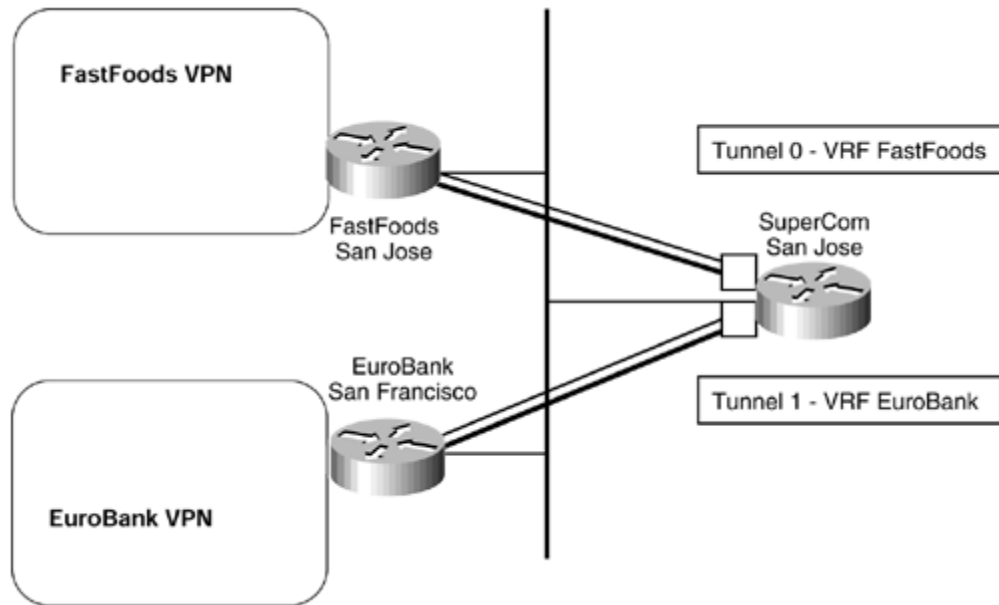 FastFoods VPN
FastFoods
San Jose
Tunnel 0 - VRF FastFoods
SuperCom
San Jose
EuroBank
San Francisco
Tunnel 1 - VRF EuroBank
EuroBank VPN